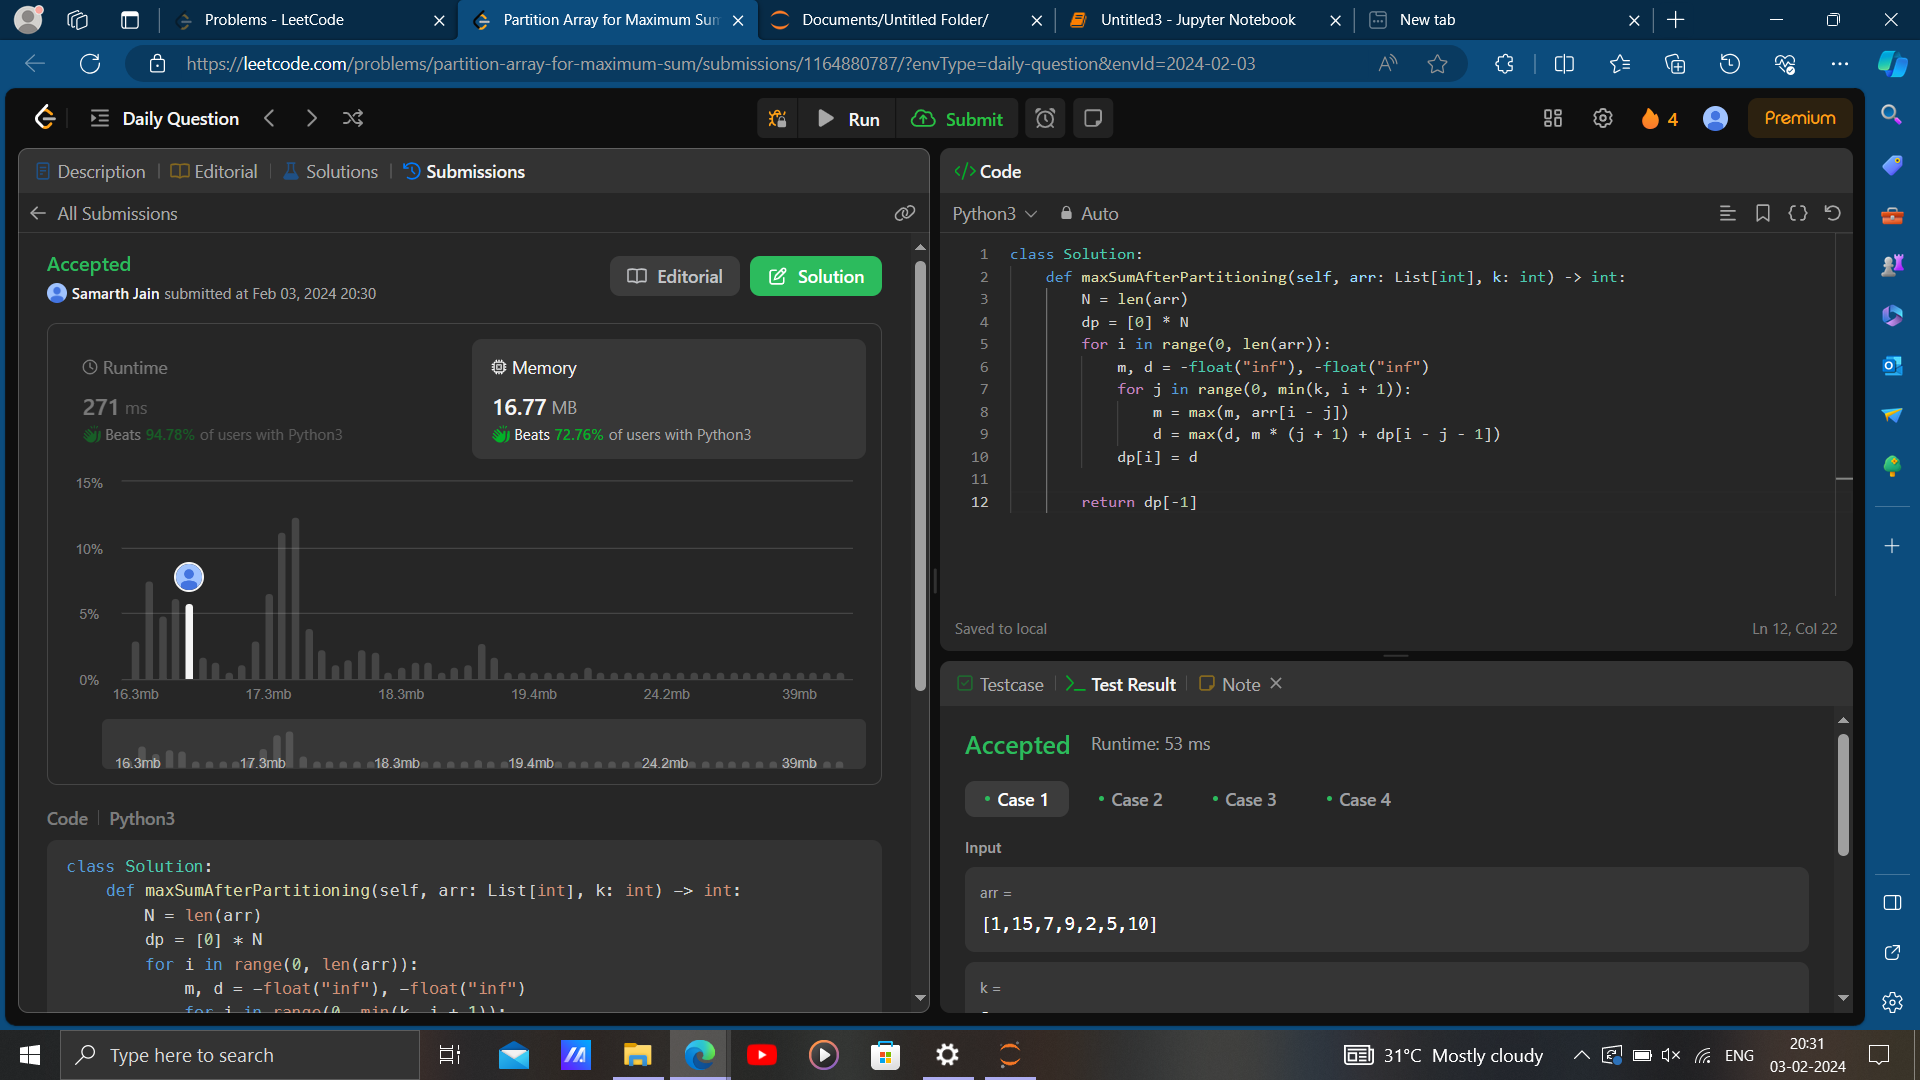 Problems - LeetCode
Partition Array for Maximum Sum
Documents/Untitled Folder/
Untitled3 - Jupyter Notebook
New tab
https://leetcode.com/problems/partition-array-for-maximum-sum/submissions/1164880787/?envType=daily-question&envId=2024-02-03
Daily Question
Run
Submit
4
Premium
Description
Editorial
Solutions
Submissions
All Submissions
Accepted
Samarth Jain submitted at Feb 03, 2024 20:30
Editorial
Solution
Runtime
271 ms
Beats 94.78% of users with Python3
Memory
16.77 MB
Beats 72.76% of users with Python3
15%
10%
5%
0%
16.3mb 17.3mb 18.3mb 19.4mb 24.2mb 39mb
16.3mb 17.3mb 18.3mb 19.4mb 24.2mb 39mb
Code
Python3
class Solution:
def maxSumAfterPartitioning(self, arr: List[int], k: int) -> int:
N = len(arr)
dp = [0] * N
for i in range(0, len(arr)):
m, d = -float("inf"), -float("inf")
for j in range(0, min(k, i + 1)):
</> Code
Python3
Auto
1 class Solution:
2 def maxSumAfterPartitioning(self, arr: List[int], k: int) -> int:
3 N = len(arr)
4 dp = [0] * N
5 for i in range(0, len(arr)):
6 m, d = -float("inf"), -float("inf")
7 for j in range(0, min(k, i + 1)):
8 m = max(m, arr[i - j])
9 d = max(d, m * (j + 1) + dp[i - j - 1])
10 dp[i] = d
11
12 return dp[-1]
Saved to local
Ln 12, Col 22
Testcase
Test Result
Note
Accepted
Runtime: 53 ms
Case 1
Case 2
Case 3
Case 4
Input
arr =
[1,15,7,9,2,5,10]
k =
Type here to search
31°C Mostly cloudy
ENG
20:31
03-02-2024